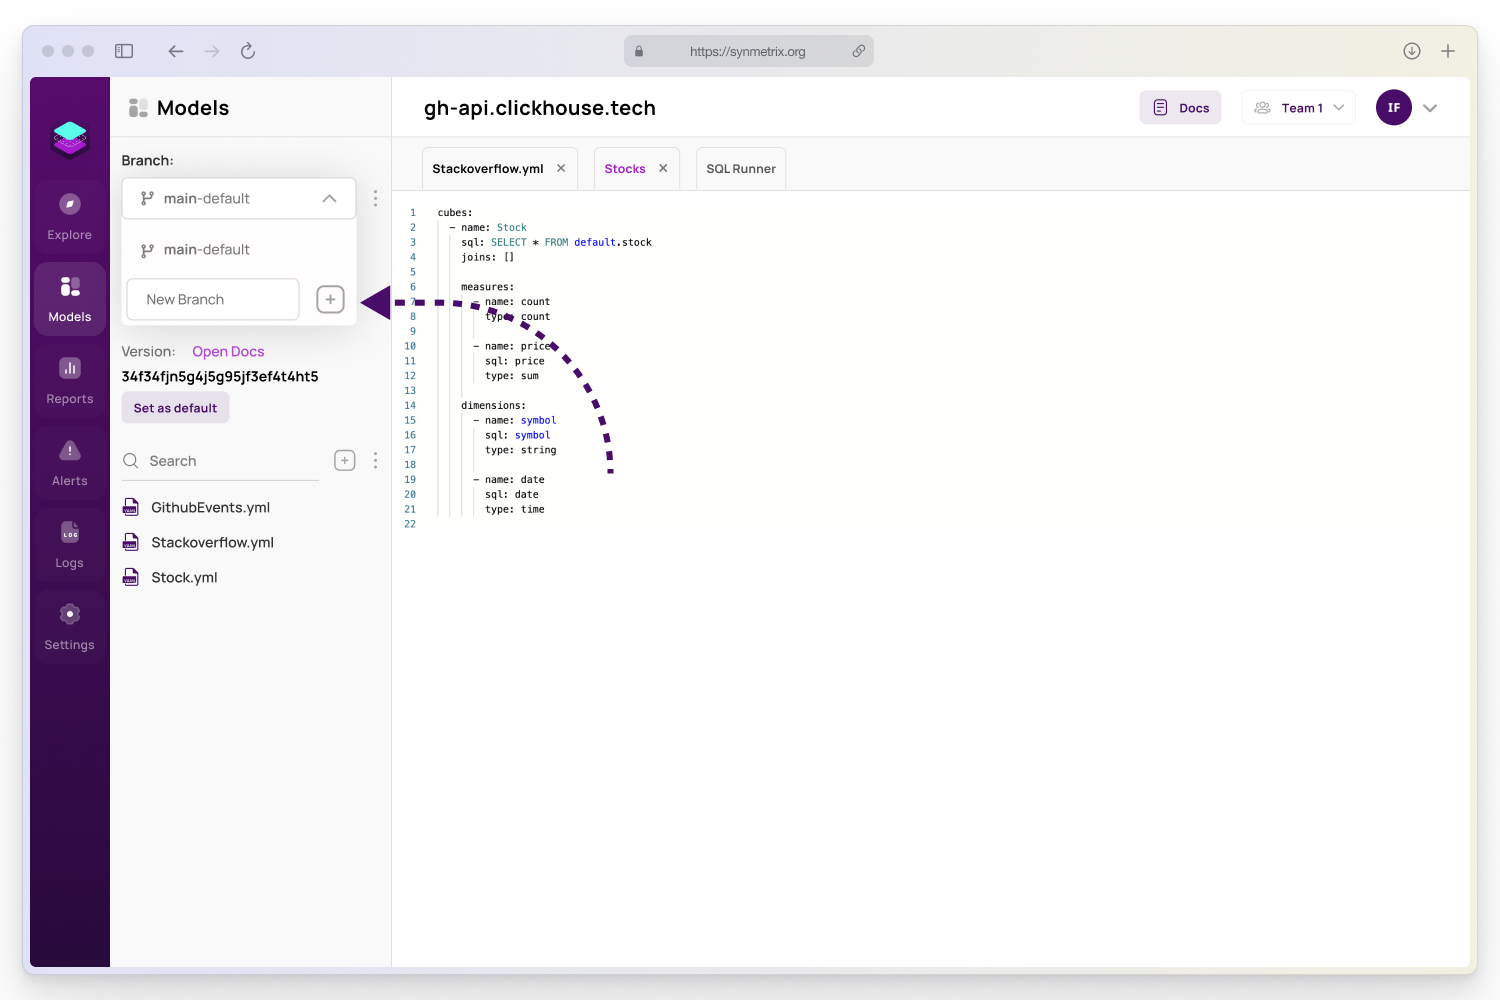 https://synmetrix.org
Models
gh-api.clickhouse.tech
Docs
Team 1
IF
Explore
Models
Reports
Alerts
LOG
Logs
Settings
Branch:
main-default
main-default
New Branch
Version: Open Docs
34f34fjn5g4j5g95jf3ef4t4ht5
Set as default
Search
GithubEvents.yml
Stackoverflow.yml
Stock.yml
Stackoverflow.yml
Stocks
SQL Runner
1 cubes:
2 - name: Stock
3 sql: SELECT * FROM default.stock
4 joins: []
5
6 measures:
7 - name: count
8 type: count
9
10 - name: price
11 sql: price
12 type: sum
13
14 dimensions:
15 - name: symbol
16 sql: symbol
17 type: string
18
19 - name: date
20 sql: date
21 type: time
22